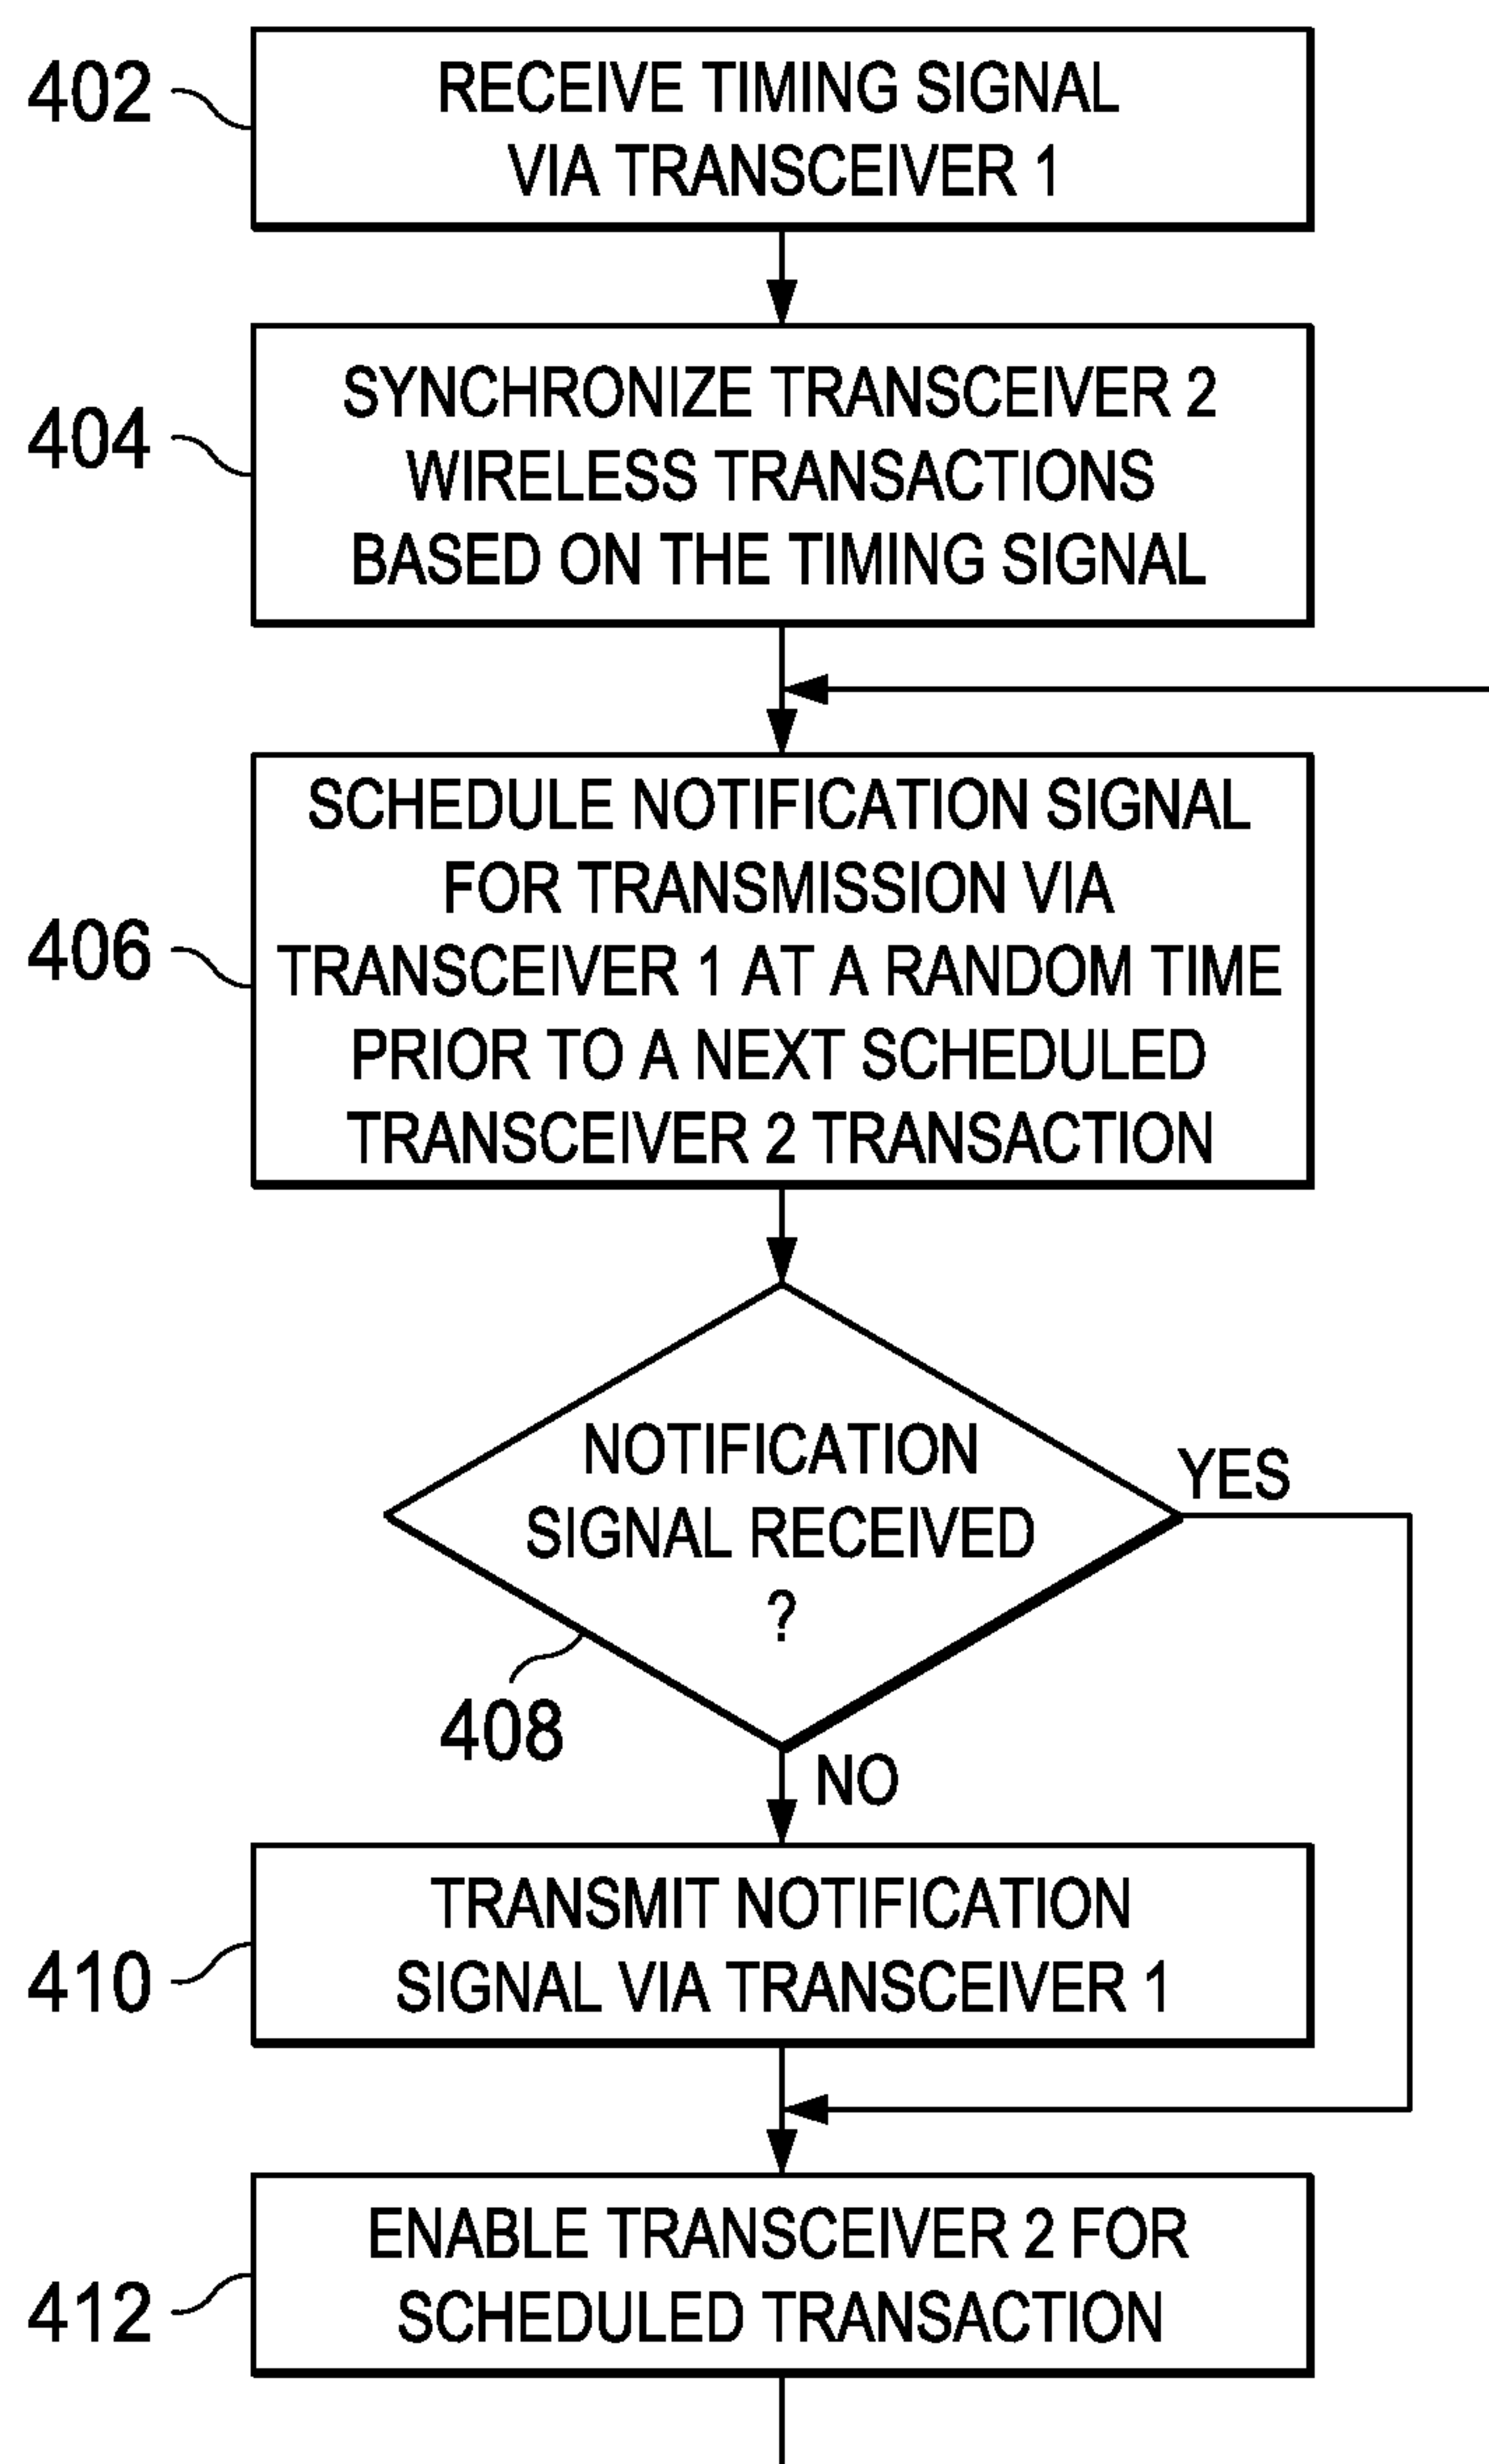 402
RECEIVE TIMING SIGNAL
VIA TRANSCEIVER 1
404
SYNCHRONIZE TRANSCEIVER 2
WIRELESS TRANSACTIONS
BASED ON THE TIMING SIGNAL
406
SCHEDULE NOTIFICATION SIGNAL
FOR TRANSMISSION VIA
TRANSCEIVER 1 AT A RANDOM TIME
PRIOR TO A NEXT SCHEDULED
TRANSCEIVER 2 TRANSACTION
NOTIFICATION
SIGNAL RECEIVED
?
YES
408
NO
410
TRANSMIT NOTIFICATION
SIGNAL VIA TRANSCEIVER 1
412
ENABLE TRANSCEIVER 2 FOR
SCHEDULED TRANSACTION